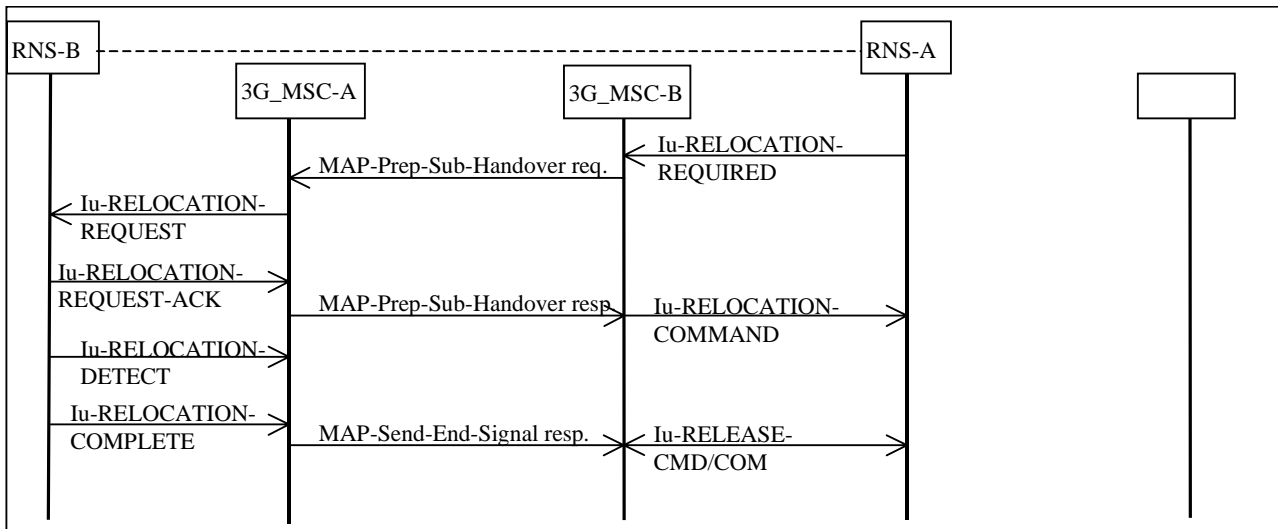 RNS-B
RNS-A
3G_MSC-A
3G_MSC-B
Iu-RELOCATION-
REQUIRED
MAP-Prep-Sub-Handover req.
Iu-RELOCATION-
REQUEST
Iu-RELOCATION-
REQUEST-ACK
MAP-Prep-Sub-Handover resp.
Iu-RELOCATION-
COMMAND
Iu-RELOCATION-
DETECT
Iu-RELOCATION-
COMPLETE
MAP-Send-End-Signal resp.
Iu-RELEASE-
CMD/COM